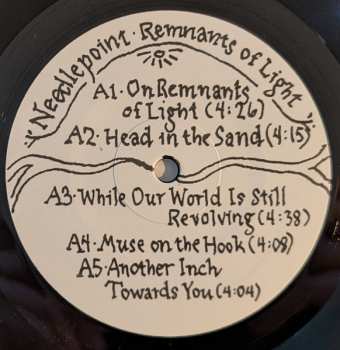 Needlepoint · Remnants of Light
A1 · On Remnants
of Light (4:26)
A2 · Head in the Sand (4:15)
A3 · While Our World Is Still
Revolving (4:38)
A4 · Muse on the Hook (4:08)
A5 · Another Inch
Towards You (4:04)